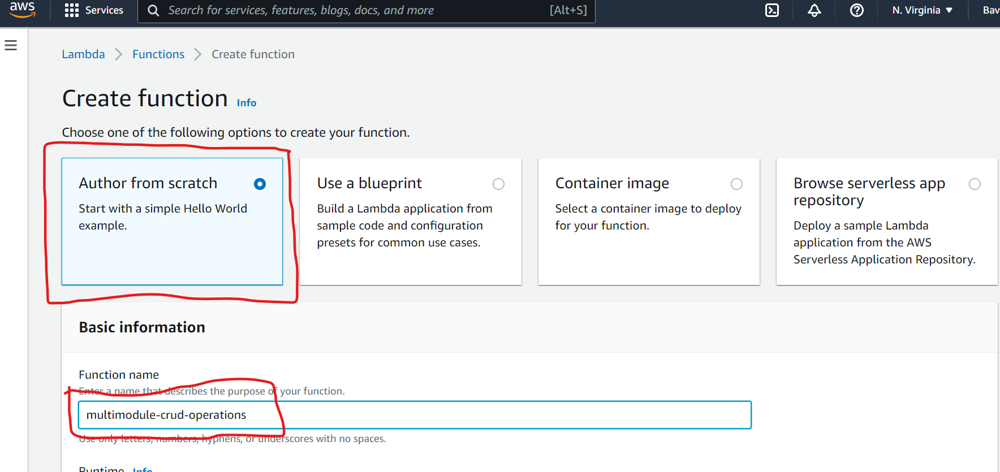 aws
Services
Search for services, features, blogs, docs, and more
[Alt+S]
N. Virginia
Bav
Lambda
Functions
Create function
Create function
Info
Choose one of the following options to create your function.
Author from scratch
Start with a simple Hello World
example.
Use a blueprint
Build a Lambda application from
sample code and configuration
presets for common use cases.
Container image
Select a container image to deploy
for your function.
Browse serverless app
repository
Deploy a sample Lambda
application from the AWS
Serverless Application Repository.
Basic information
Function name
Enter a name that describes the purpose of your function.
multimodule-crud-operations
Use only letters, numbers, hyphens, or underscores with no spaces.
Runtime
Info